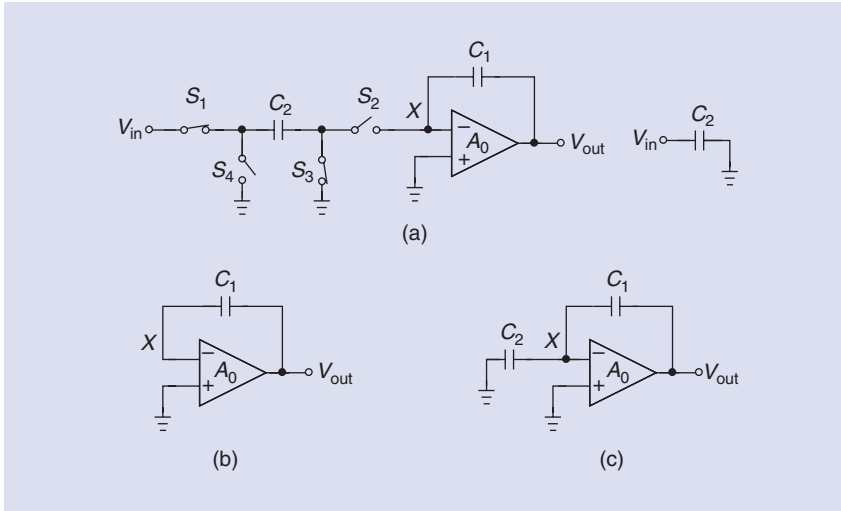 C1
S1
C2
S2
X
Vin
A0
−
+
Vout
S4
S3
Vin
C2
(a)
C1
X
−
A0
+
Vout
(b)
C1
C2
X
−
A0
+
Vout
(c)